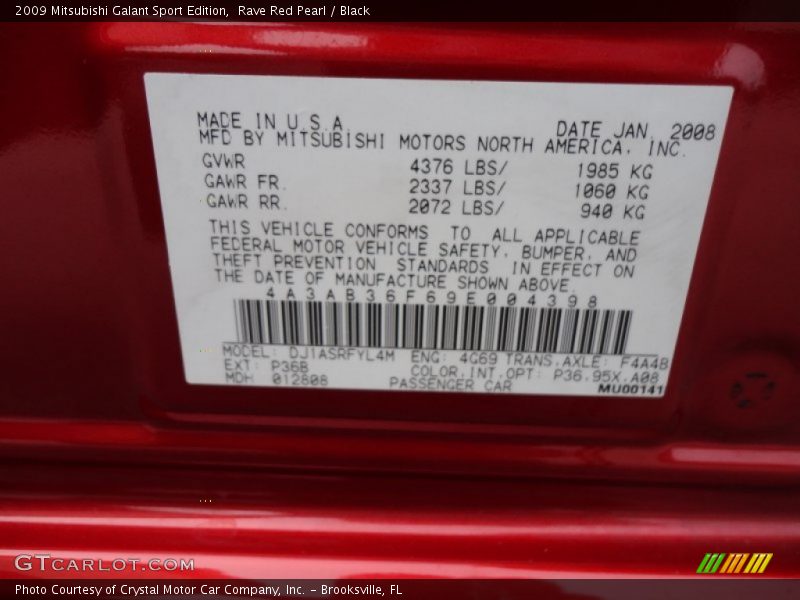 2009 Mitsubishi Galant Sport Edition,  Rave Red Pearl / Black
MADE IN U.S.A. DATE JAN. 2008
MFD BY MITSUBISHI MOTORS NORTH AMERICA, INC.
GVWR 4376 LBS/ 1985 KG
GAWR FR. 2337 LBS/ 1060 KG
GAWR RR. 2072 LBS/ 940 KG
THIS VEHICLE CONFORMS TO ALL APPLICABLE
FEDERAL MOTOR VEHICLE SAFETY, BUMPER, AND
THEFT PREVENTION STANDARDS IN EFFECT ON
THE DATE OF MANUFACTURE SHOWN ABOVE.
4A3AB36F69E004398
MODEL: DJ1ASRFYL4M ENG: 4G69 TRANS.AXLE: F4A4B
EXT: P36B COLOR.INT.OPT: P36.95X.A08
MDH 012808 PASSENGER CAR MU00141
GTCARLOT.COM
Photo Courtesy of Crystal Motor Car Company, Inc. – Brooksville, FL